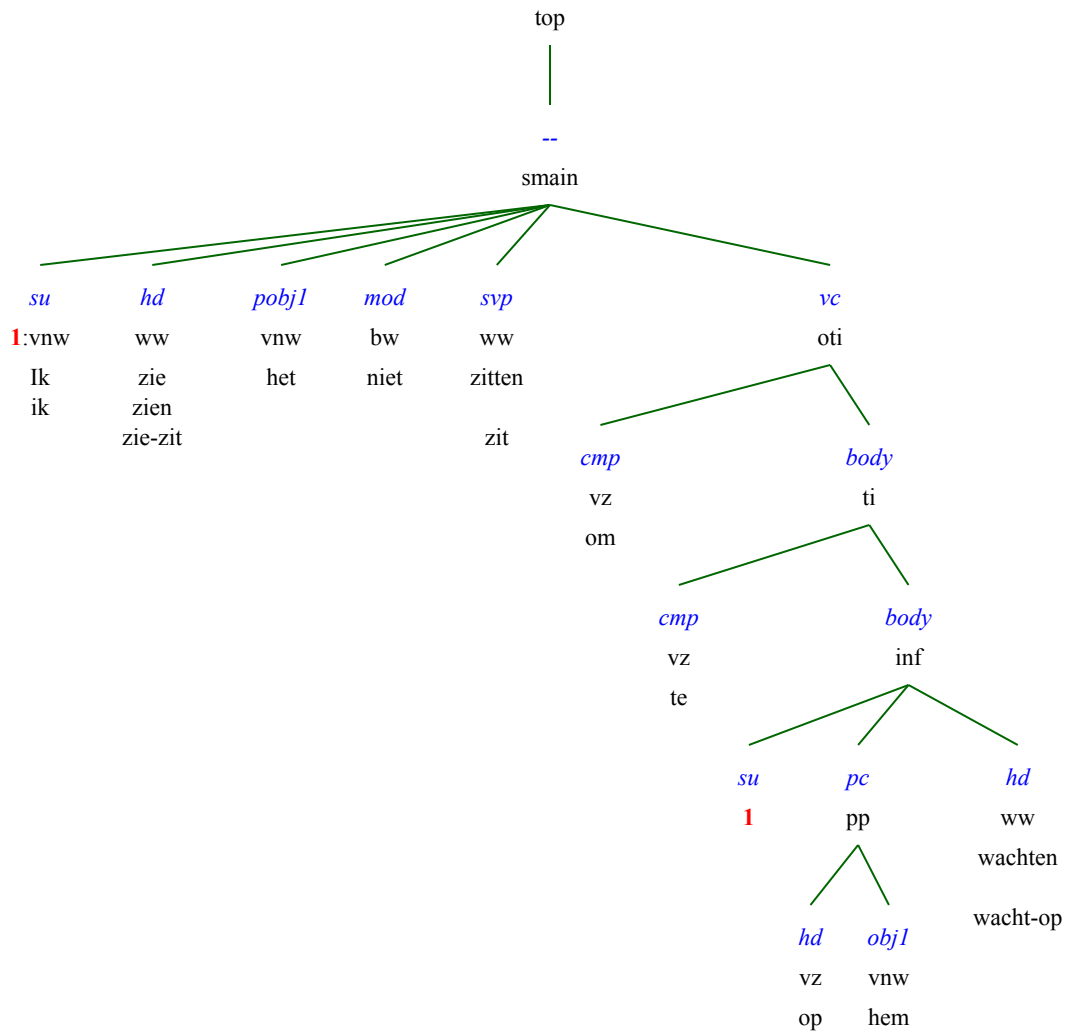 top
--
smain
su hd pobj1 mod svp vc
1:vnw ww vnw bw ww oti
Ik zie het niet zitten
ik zien
zie-zit zit
cmp body
vz ti
om
cmp body
vz inf
te
su pc hd
1 pp ww
wachten
wacht-op
hd obj1
vz vnw
op hem